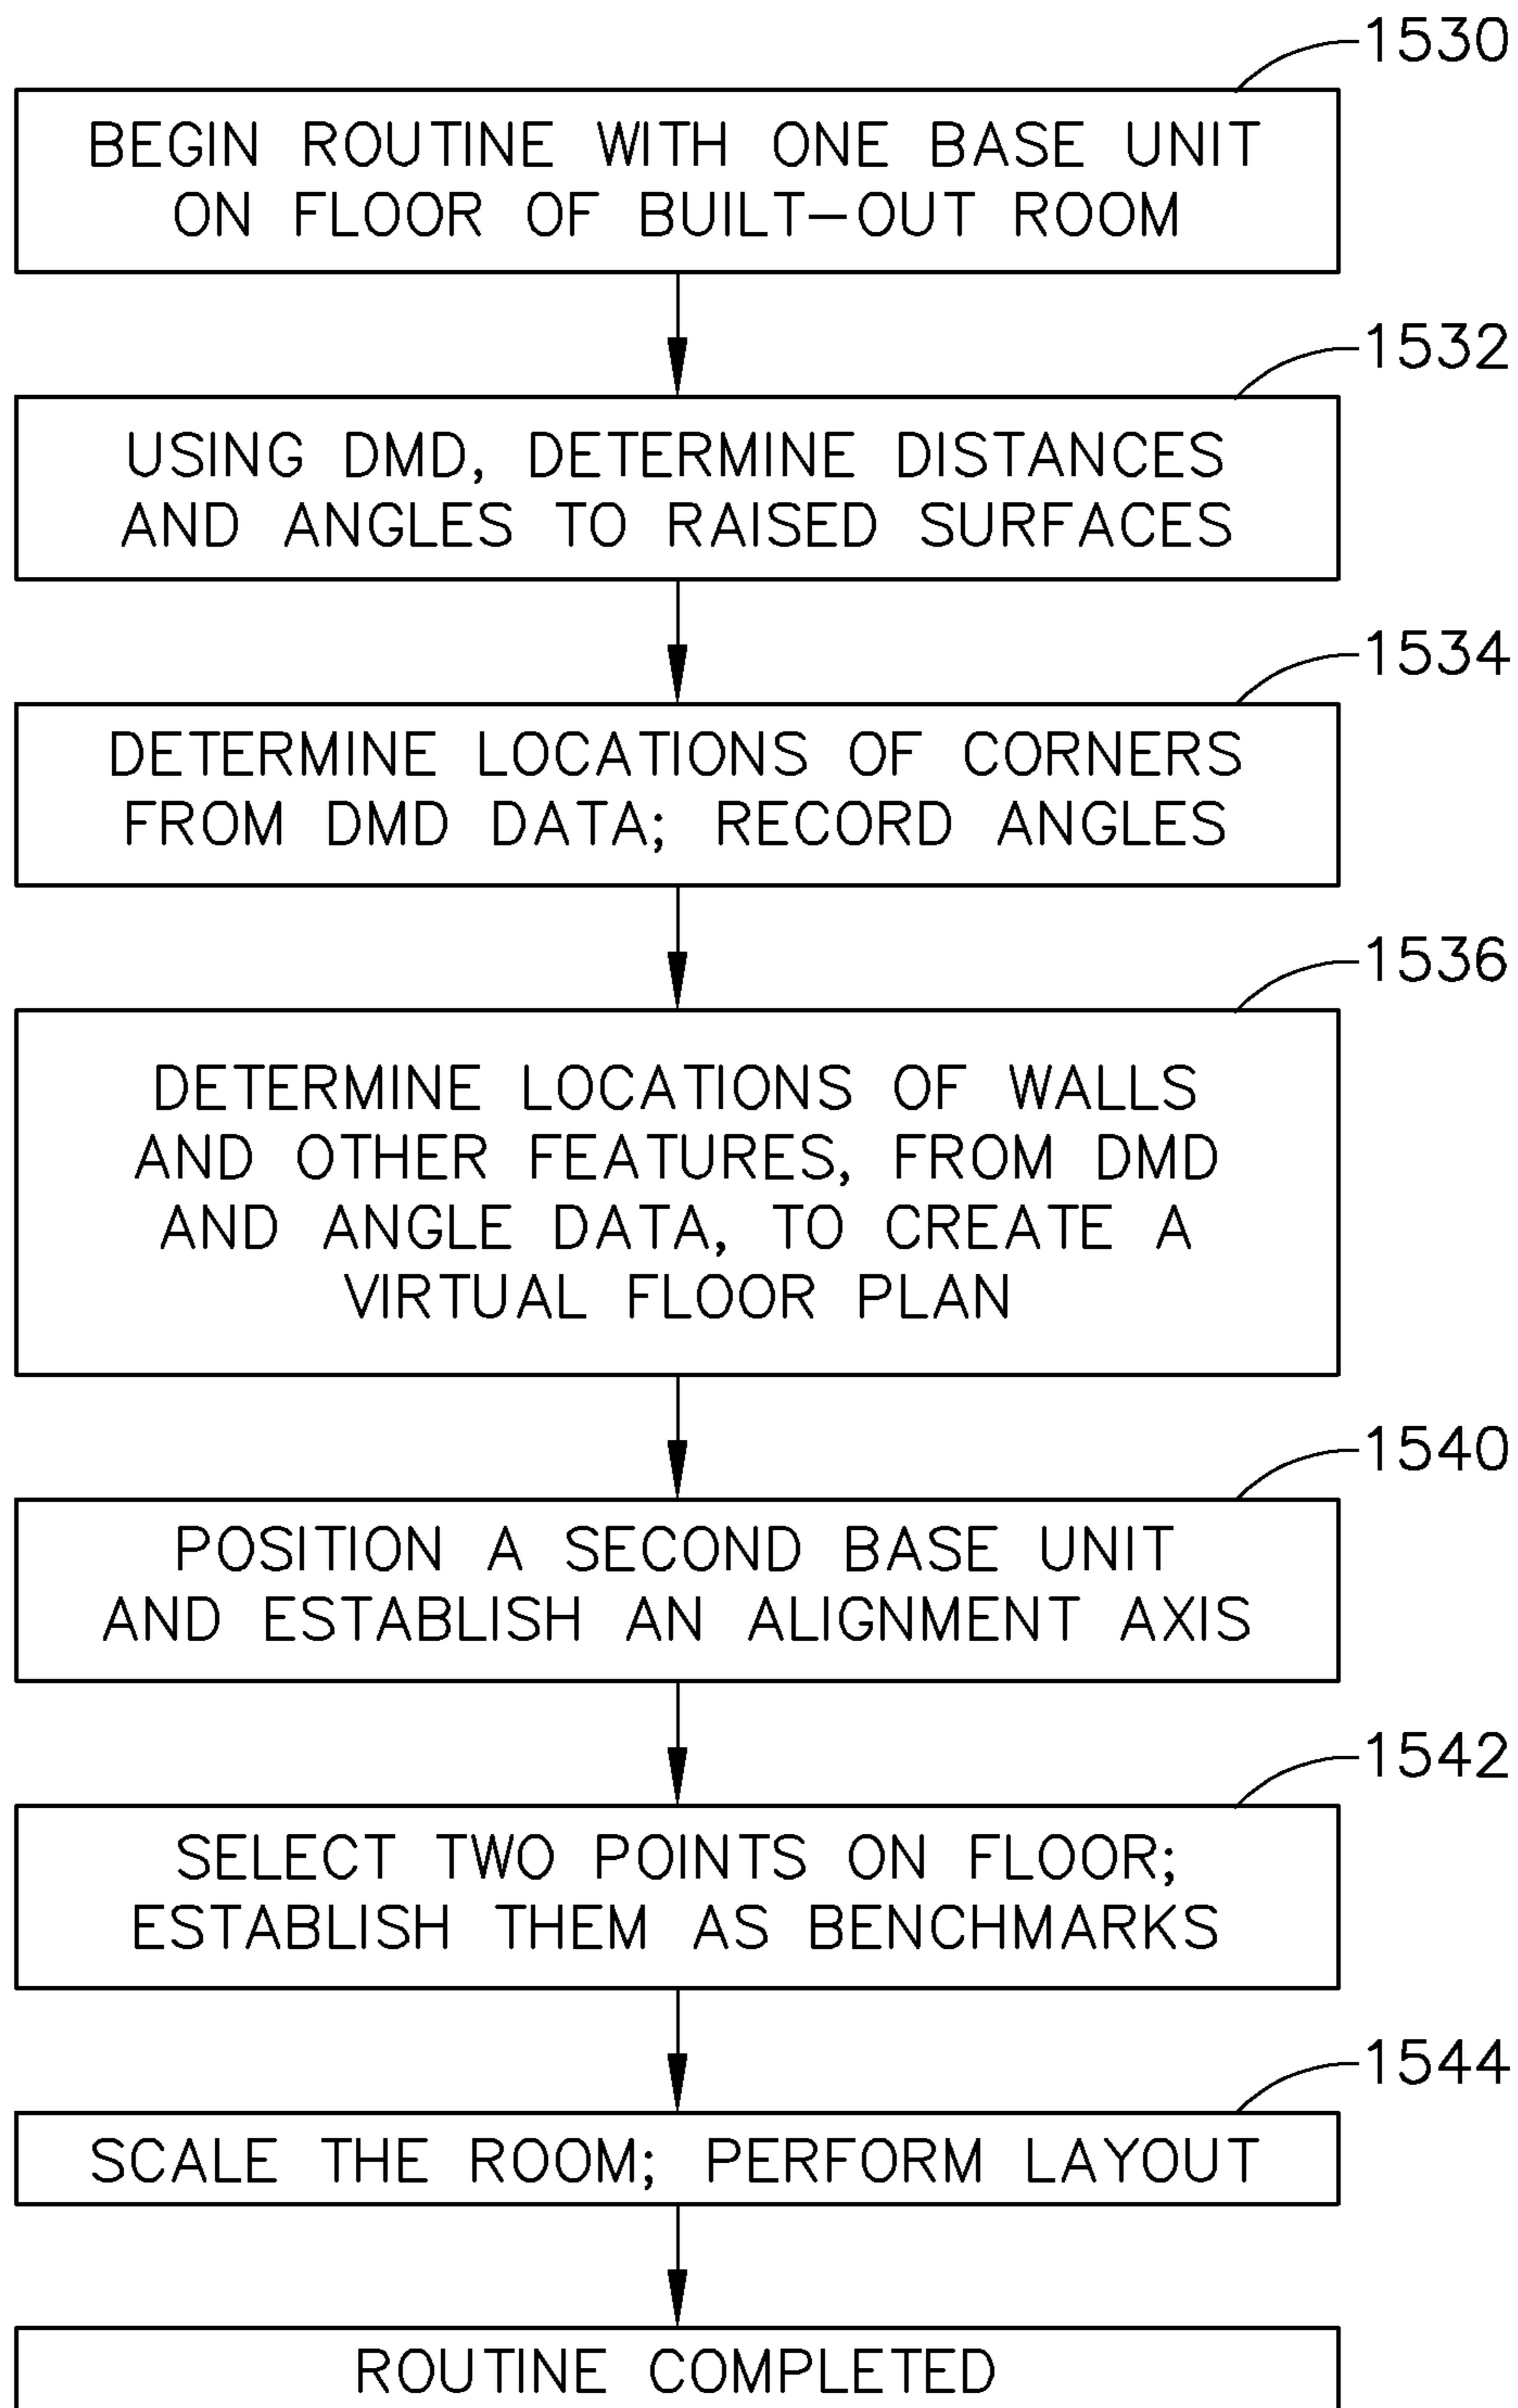 1530
BEGIN ROUTINE WITH ONE BASE UNIT
ON FLOOR OF BUILT-OUT ROOM
1532
USING DMD, DETERMINE DISTANCES
AND ANGLES TO RAISED SURFACES
1534
DETERMINE LOCATIONS OF CORNERS
FROM DMD DATA; RECORD ANGLES
1536
DETERMINE LOCATIONS OF WALLS
AND OTHER FEATURES, FROM DMD
AND ANGLE DATA, TO CREATE A
VIRTUAL FLOOR PLAN
1540
POSITION A SECOND BASE UNIT
AND ESTABLISH AN ALIGNMENT AXIS
1542
SELECT TWO POINTS ON FLOOR;
ESTABLISH THEM AS BENCHMARKS
1544
SCALE THE ROOM; PERFORM LAYOUT
ROUTINE COMPLETED